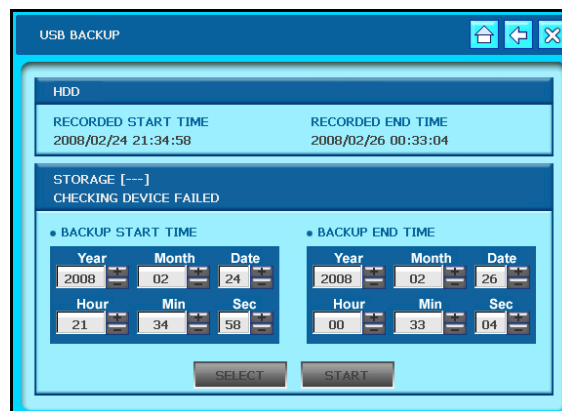 USB BACKUP
HDD
RECORDED START TIME RECORDED END TIME
2008/02/24 21:34:58 2008/02/26 00:33:04
STORAGE [---]
CHECKING DEVICE FAILED
• BACKUP START TIME • BACKUP END TIME
Year Month Date Year Month Date
2008 02 24 2008 02 26
Hour Min Sec Hour Min Sec
21 34 58 00 33 04
SELECT START